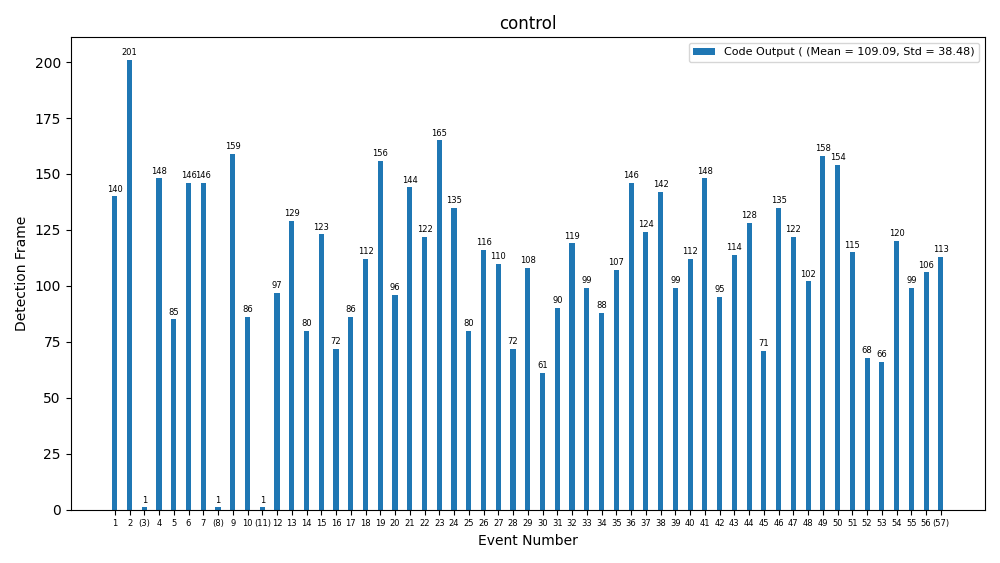 control
Code Output ( (Mean = 109.09, Std = 38.48)
Detection Frame
200
175
150
125
100
75
50
25
0
140 201 1 148 85 146 146 1 159 86 1 97 129 80 123 72 86 112 156 96 144 122 165 135 80 116 110 72 108 61 90 119 99 88 107 146 124 142 99 112 148 95 114 128 71 135 122 102 158 154 115 68 66 120 99 106 113
1 2 (3) 4 5 6 7 (8) 9 10 (11) 12 13 14 15 16 17 18 19 20 21 22 23 24 25 26 27 28 29 30 31 32 33 34 35 36 37 38 39 40 41 42 43 44 45 46 47 48 49 50 51 52 53 54 55 56 (57)
Event Number